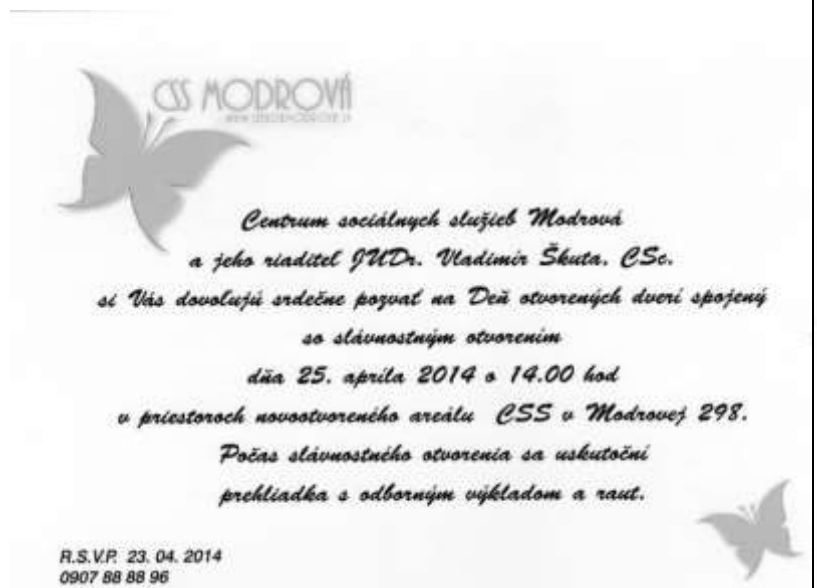 CSS MODROVÁ
Centrum sociálnych služieb Modrová
a jeho riaditeľ JUDr. Vladimír Škuta, CSc.
si Vás dovoľujú srdečne pozvať na Deň otvorených dverí spojený
so slávnostným otvorením
dňa 25. apríla 2014 o 14.00 hod
v priestoroch novootvoreného areálu CSS v Modrovej 298.
Počas slávnostného otvorenia sa uskutoční
prehliadka s odborným výkladom a raut.
R.S.V.P. 23. 04. 2014
0907 88 88 96